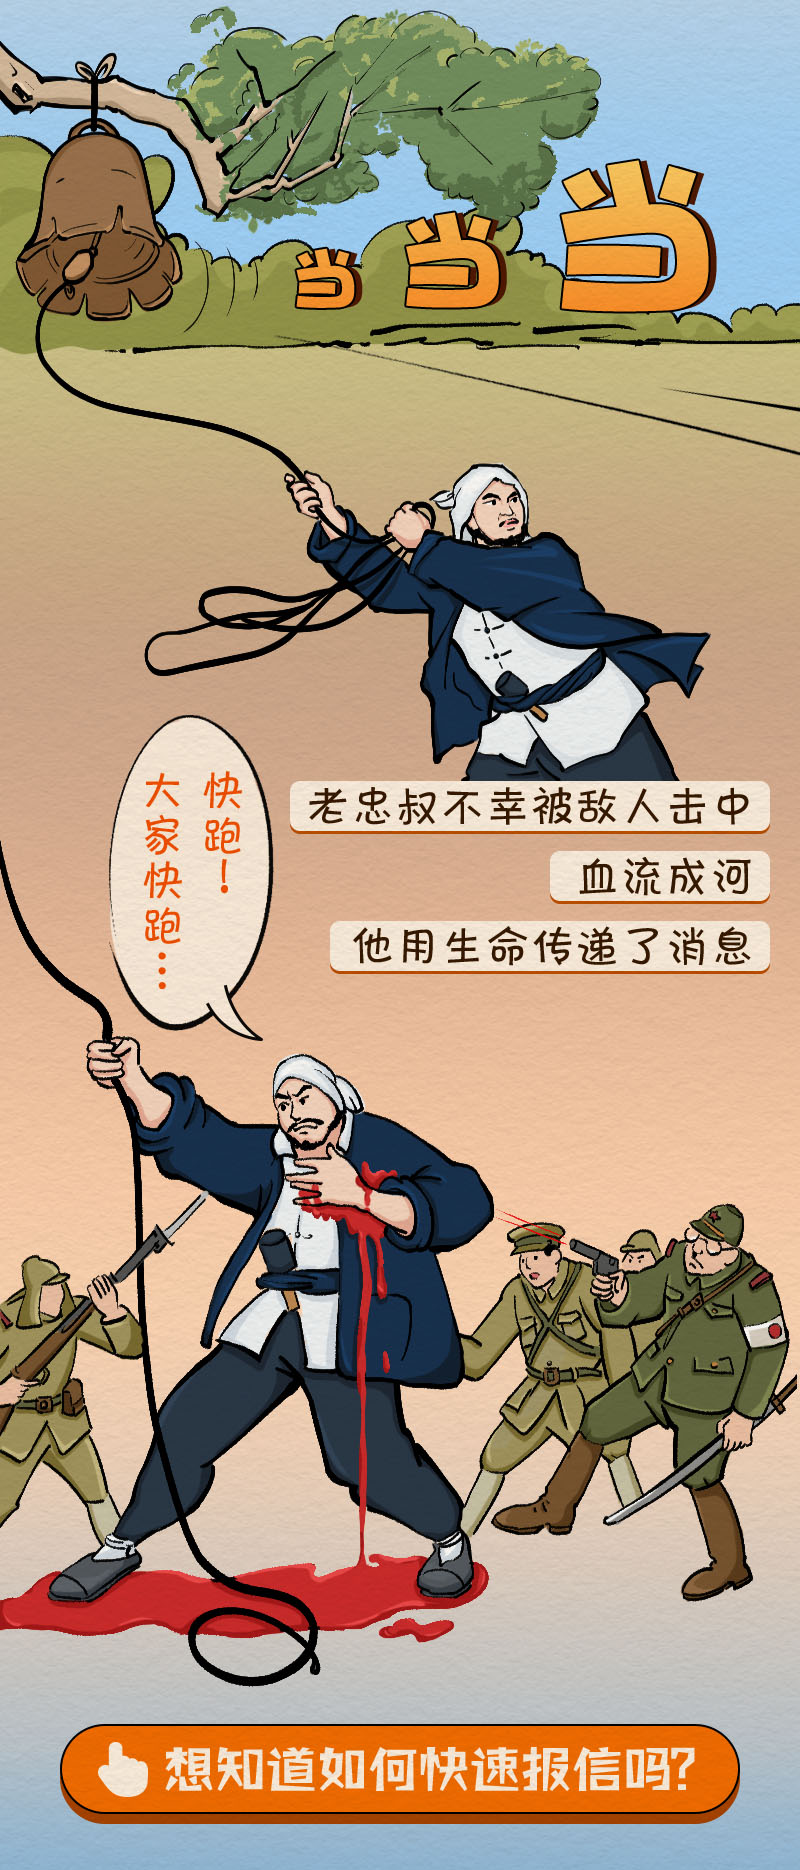 当当当
快跑！
大家快跑…
老忠叔不幸被敌人击中
血流成河
他用生命传递了消息
想知道如何快速报信吗？